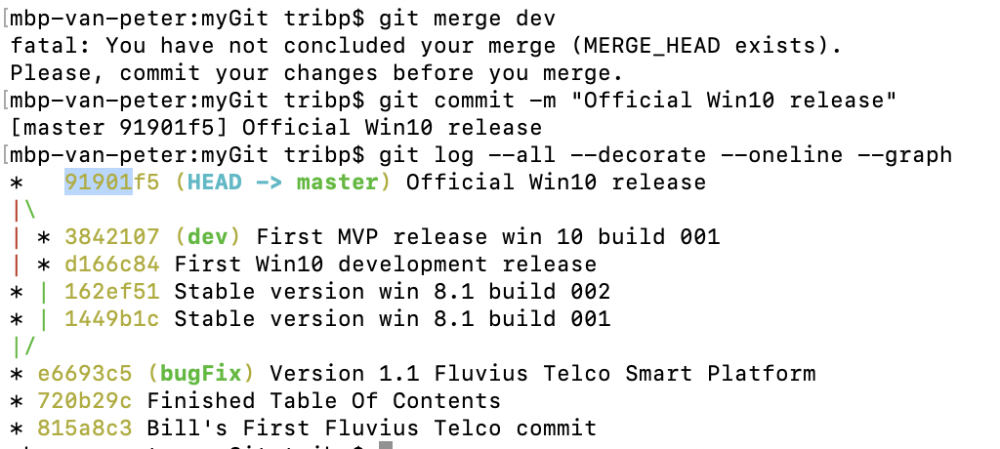 [mbp-van-peter:myGit tribp$ git merge dev
fatal: You have not concluded your merge (MERGE_HEAD exists).
Please, commit your changes before you merge.
[mbp-van-peter:myGit tribp$ git commit -m "Official Win10 release"
[master 91901f5] Official Win10 release
[mbp-van-peter:myGit tribp$ git log --all --decorate --oneline --graph
*   91901f5 (HEAD -> master) Official Win10 release
|\
| * 3842107 (dev) First MVP release win 10 build 001
| * d166c84 First Win10 development release
* | 162ef51 Stable version win 8.1 build 002
* | 1449b1c Stable version win 8.1 build 001
|/
* e6693c5 (bugFix) Version 1.1 Fluvius Telco Smart Platform
* 720b29c Finished Table Of Contents
* 815a8c3 Bill's First Fluvius Telco commit